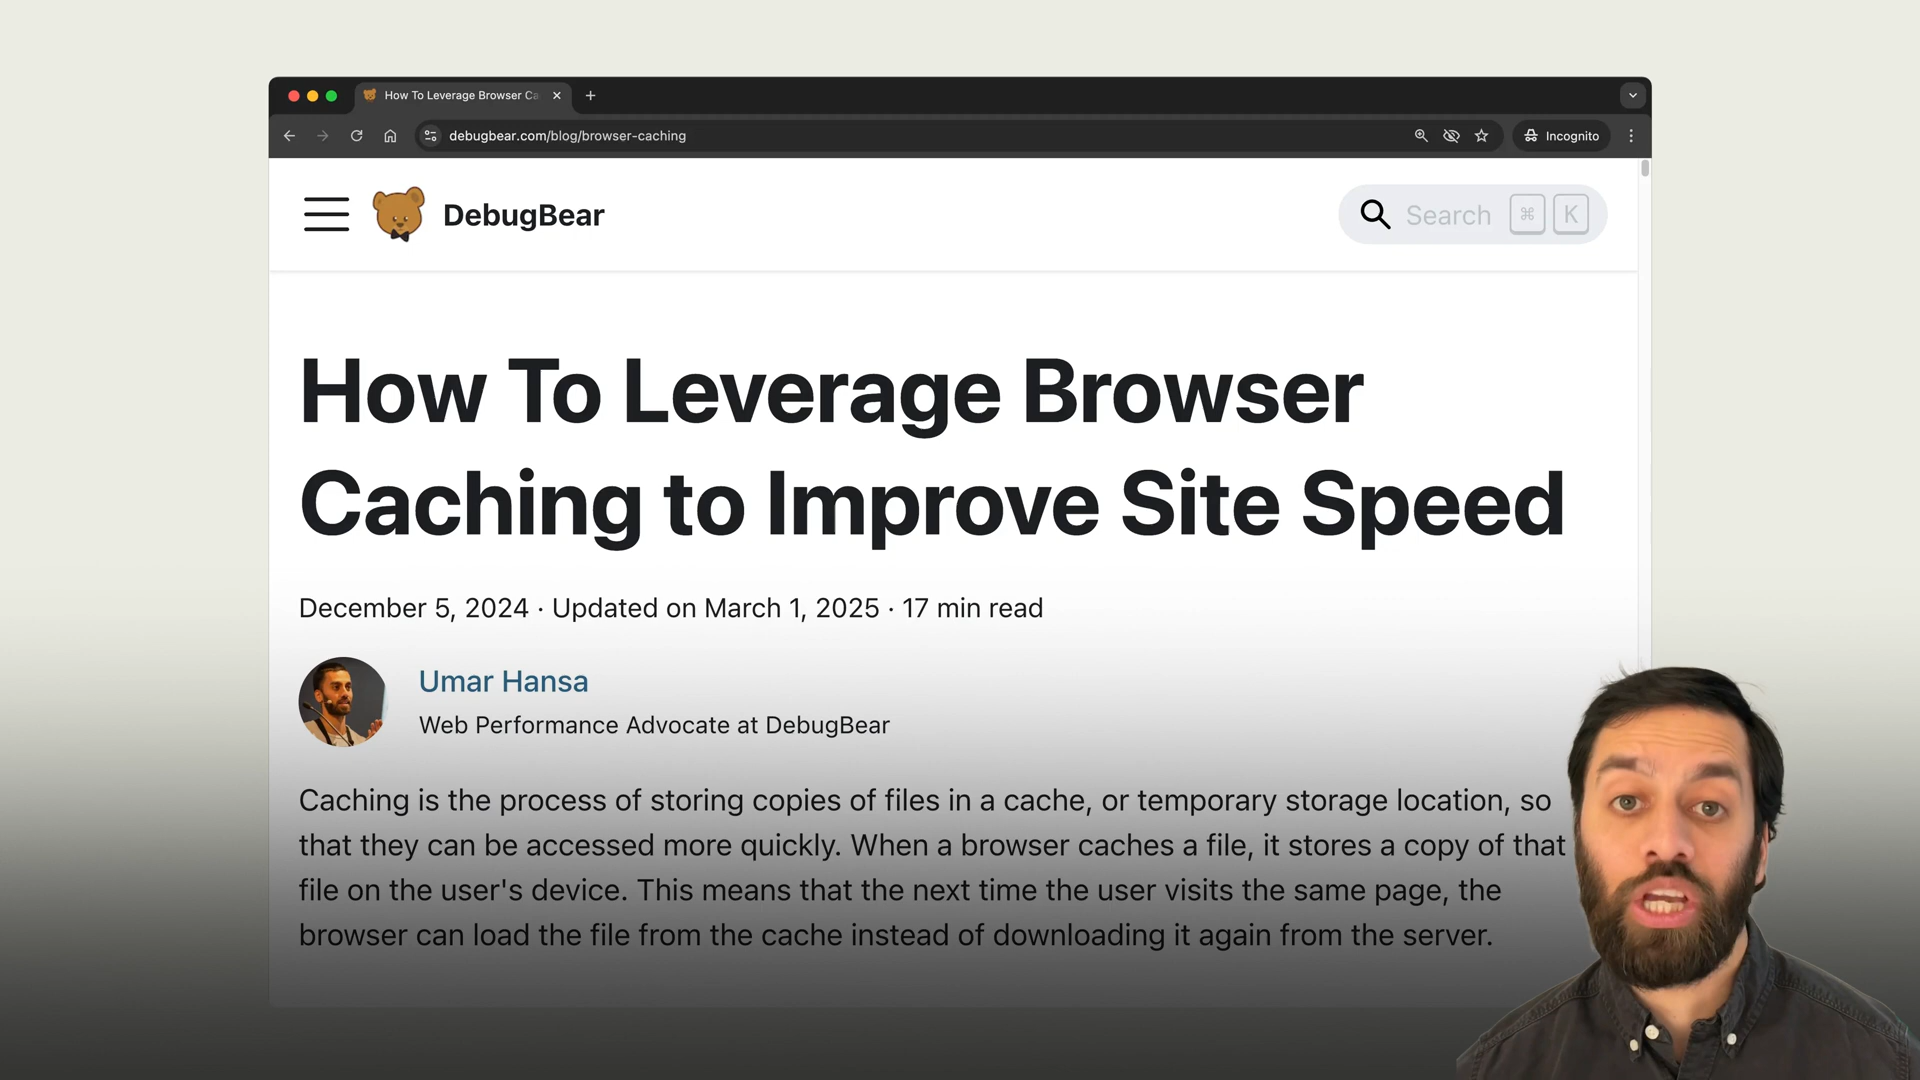 How To Leverage Browser Ca
debugbear.com/blog/browser-caching
Incognito
DebugBear
Search ⌘ K
How To Leverage Browser
Caching to Improve Site Speed
December 5, 2024 · Updated on March 1, 2025 · 17 min read
Umar Hansa
Web Performance Advocate at DebugBear
Caching is the process of storing copies of files in a cache, or temporary storage location, so
that they can be accessed more quickly. When a browser caches a file, it stores a copy of that
file on the user's device. This means that the next time the user visits the same page, the
browser can load the file from the cache instead of downloading it again from the server.